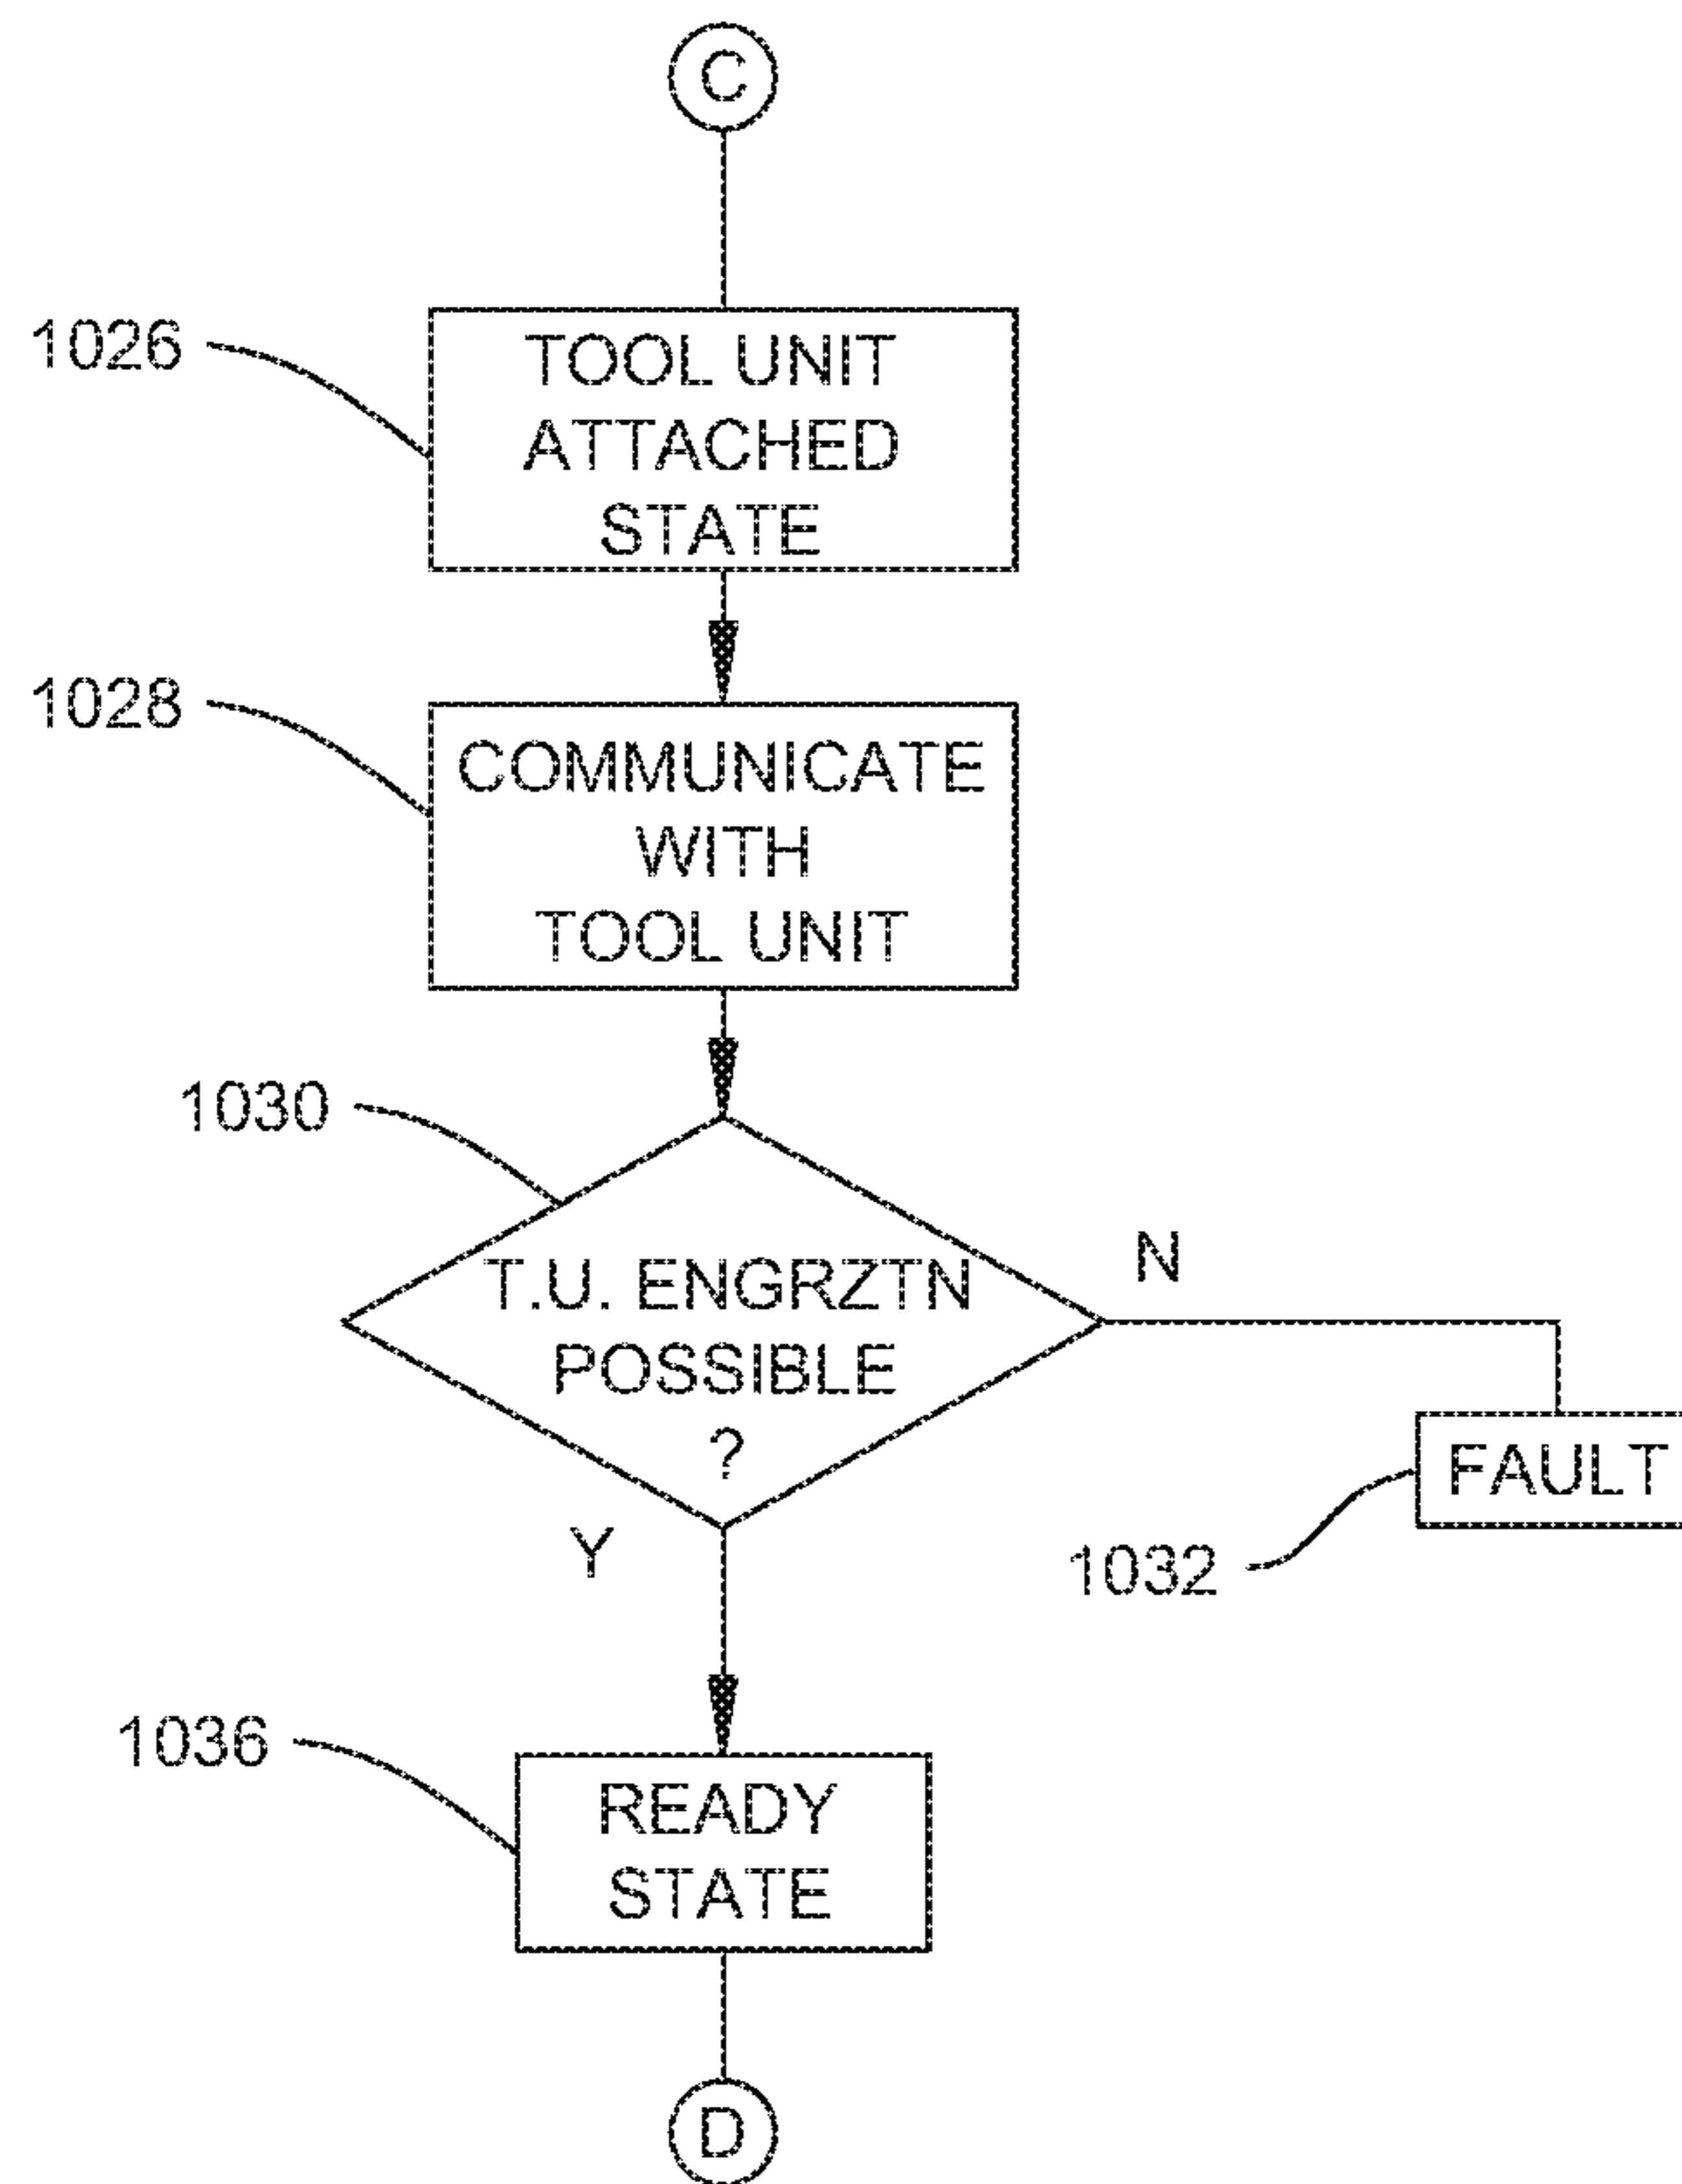 C
1026
TOOL UNIT
ATTACHED
STATE
1028
COMMUNICATE
WITH
TOOL UNIT
1030
T.U. ENGRZTN
POSSIBLE
?
N
FAULT
1032
Y
1036
READY
STATE
D